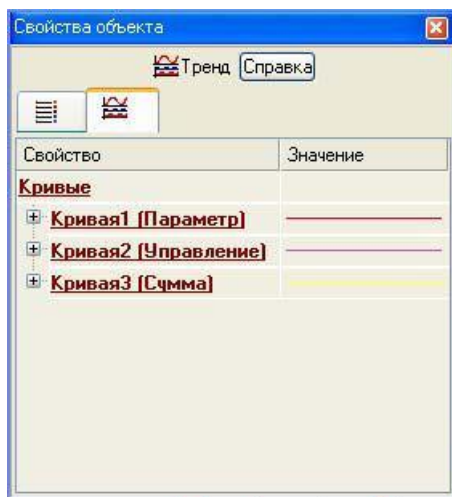 Свойства объекта
Тренд Справка
Свойство Значение
Кривые
Кривая1 (Параметр)
Кривая2 (Управление)
Кривая3 (Сумма)